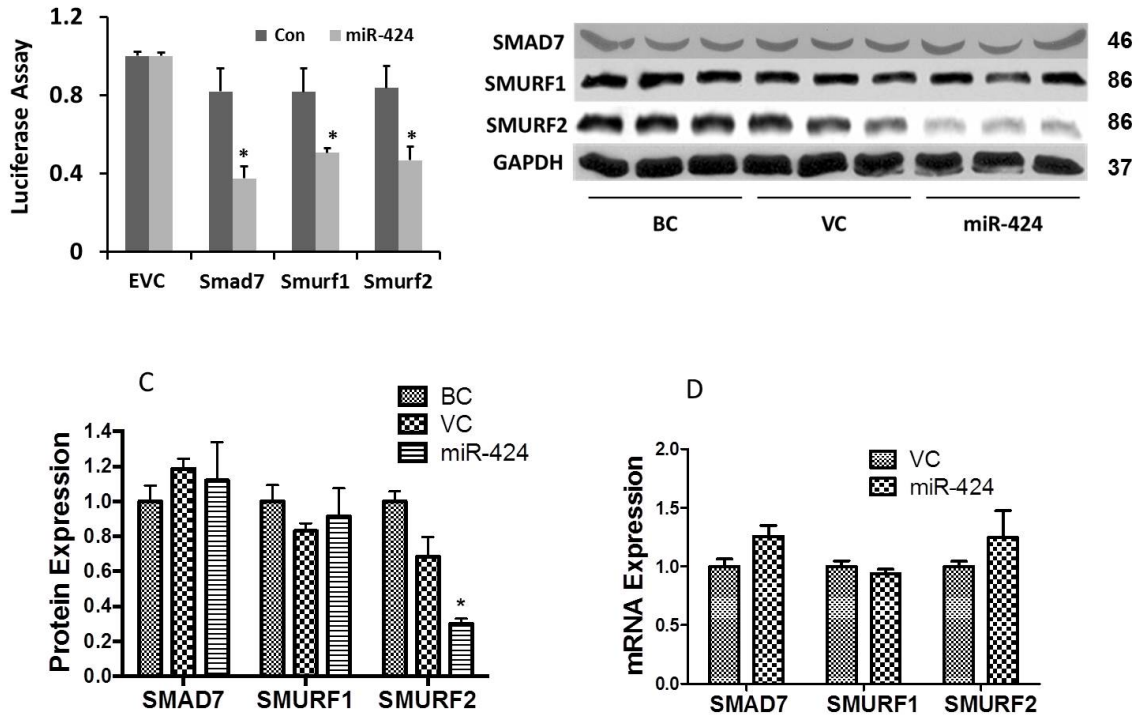 Luciferase Assay
1.2
0.8
0.4
0
Con
miR-424
*
*
*
EVC Smad7 Smurf1 Smurf2
SMAD7 46
SMURF1 86
SMURF2 86
GAPDH 37
BC VC miR-424
C
BC
VC
miR-424
Protein Expression
1.4
1.2
1.0
0.8
0.6
0.4
0.2
0.0
*
SMAD7 SMURF1 SMURF2
D
VC
miR-424
mRNA Expression
2.0
1.5
1.0
0.5
0.0
SMAD7 SMURF1 SMURF2